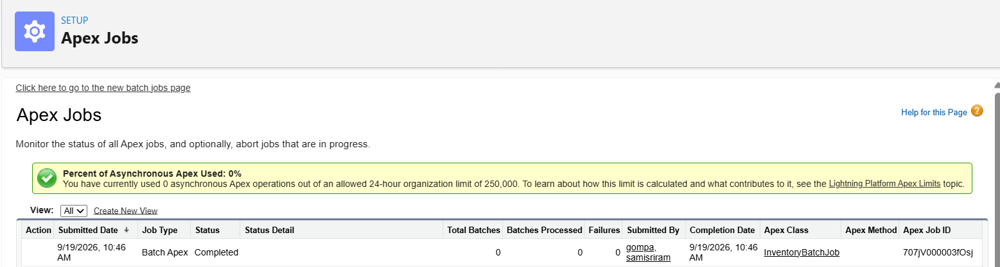 SETUP
Apex Jobs
Click here to go to the new batch jobs page
Apex Jobs
Help for this Page ?
Monitor the status of all Apex jobs, and optionally, abort jobs that are in progress.
Percent of Asynchronous Apex Used: 0%
You have currently used 0 asynchronous Apex operations out of an allowed 24-hour organization limit of 250,000. To learn about how this limit is calculated and what contributes to it, see the Lightning Platform Apex Limits topic.
View: All Create New View
Action Submitted Date ↓ Job Type Status Status Detail Total Batches Batches Processed Failures Submitted By Completion Date Apex Class Apex Method Apex Job ID
9/19/2026, 10:46 AM Batch Apex Completed 0 0 0 gompa, samisriram 9/19/2026, 10:46 AM InventoryBatchJob 707jV000003fOsj